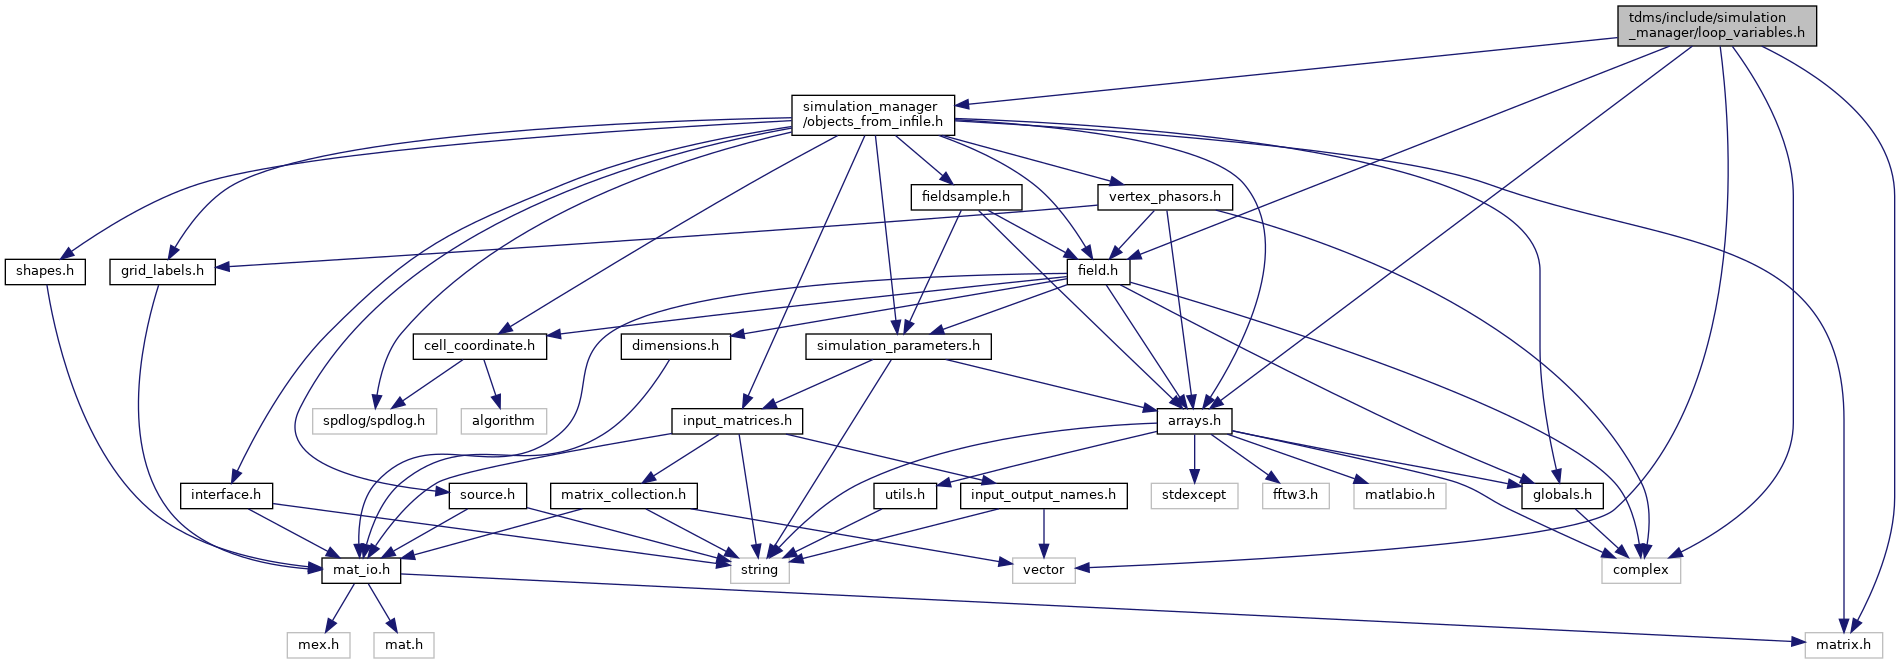 tdms/include/simulation
_manager/loop_variables.h
simulation_manager
/objects_from_infile.h
fieldsample.h
vertex_phasors.h
shapes.h
grid_labels.h
field.h
cell_coordinate.h
dimensions.h
simulation_parameters.h
spdlog/spdlog.h
algorithm
input_matrices.h
arrays.h
interface.h
source.h
matrix_collection.h
utils.h
input_output_names.h
stdexcept
fftw3.h
matlabio.h
globals.h
mat_io.h
string
vector
complex
mex.h
mat.h
matrix.h